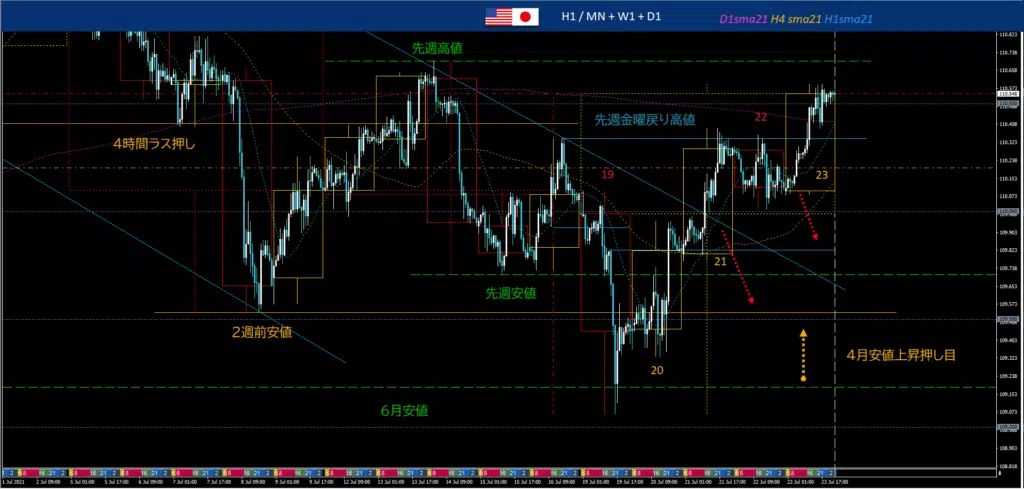 H1 / MN + W1 + D1
D1sma21 H4 sma21 H1sma21
先週高値
4時間ラス押し
先週金曜戻り高値
22
19
23
21
先週安値
2週前安値
20
4月安値上昇押し目
6月安値
110.823
110.738
110.658
110.573
110.548
110.408
110.323
110.238
110.153
110.073
109.903
109.823
109.738
109.653
109.573
109.408
109.323
109.238
109.153
109.073
108.903
108.818
1 Jul 2021
2 Jul 09:00
5 Jul 01:00
5 Jul 17:00
6 Jul 09:00
7 Jul 01:00
7 Jul 17:00
8 Jul 09:00
9 Jul 01:00
9 Jul 17:00
12 Jul 09:00
13 Jul 01:00
13 Jul 17:00
14 Jul 09:00
15 Jul 01:00
15 Jul 17:00
16 Jul 09:00
19 Jul 01:00
19 Jul 17:00
20 Jul 09:00
21 Jul 01:00
21 Jul 17:00
22 Jul 09:00
23 Jul 01:00
23 Jul 17:00